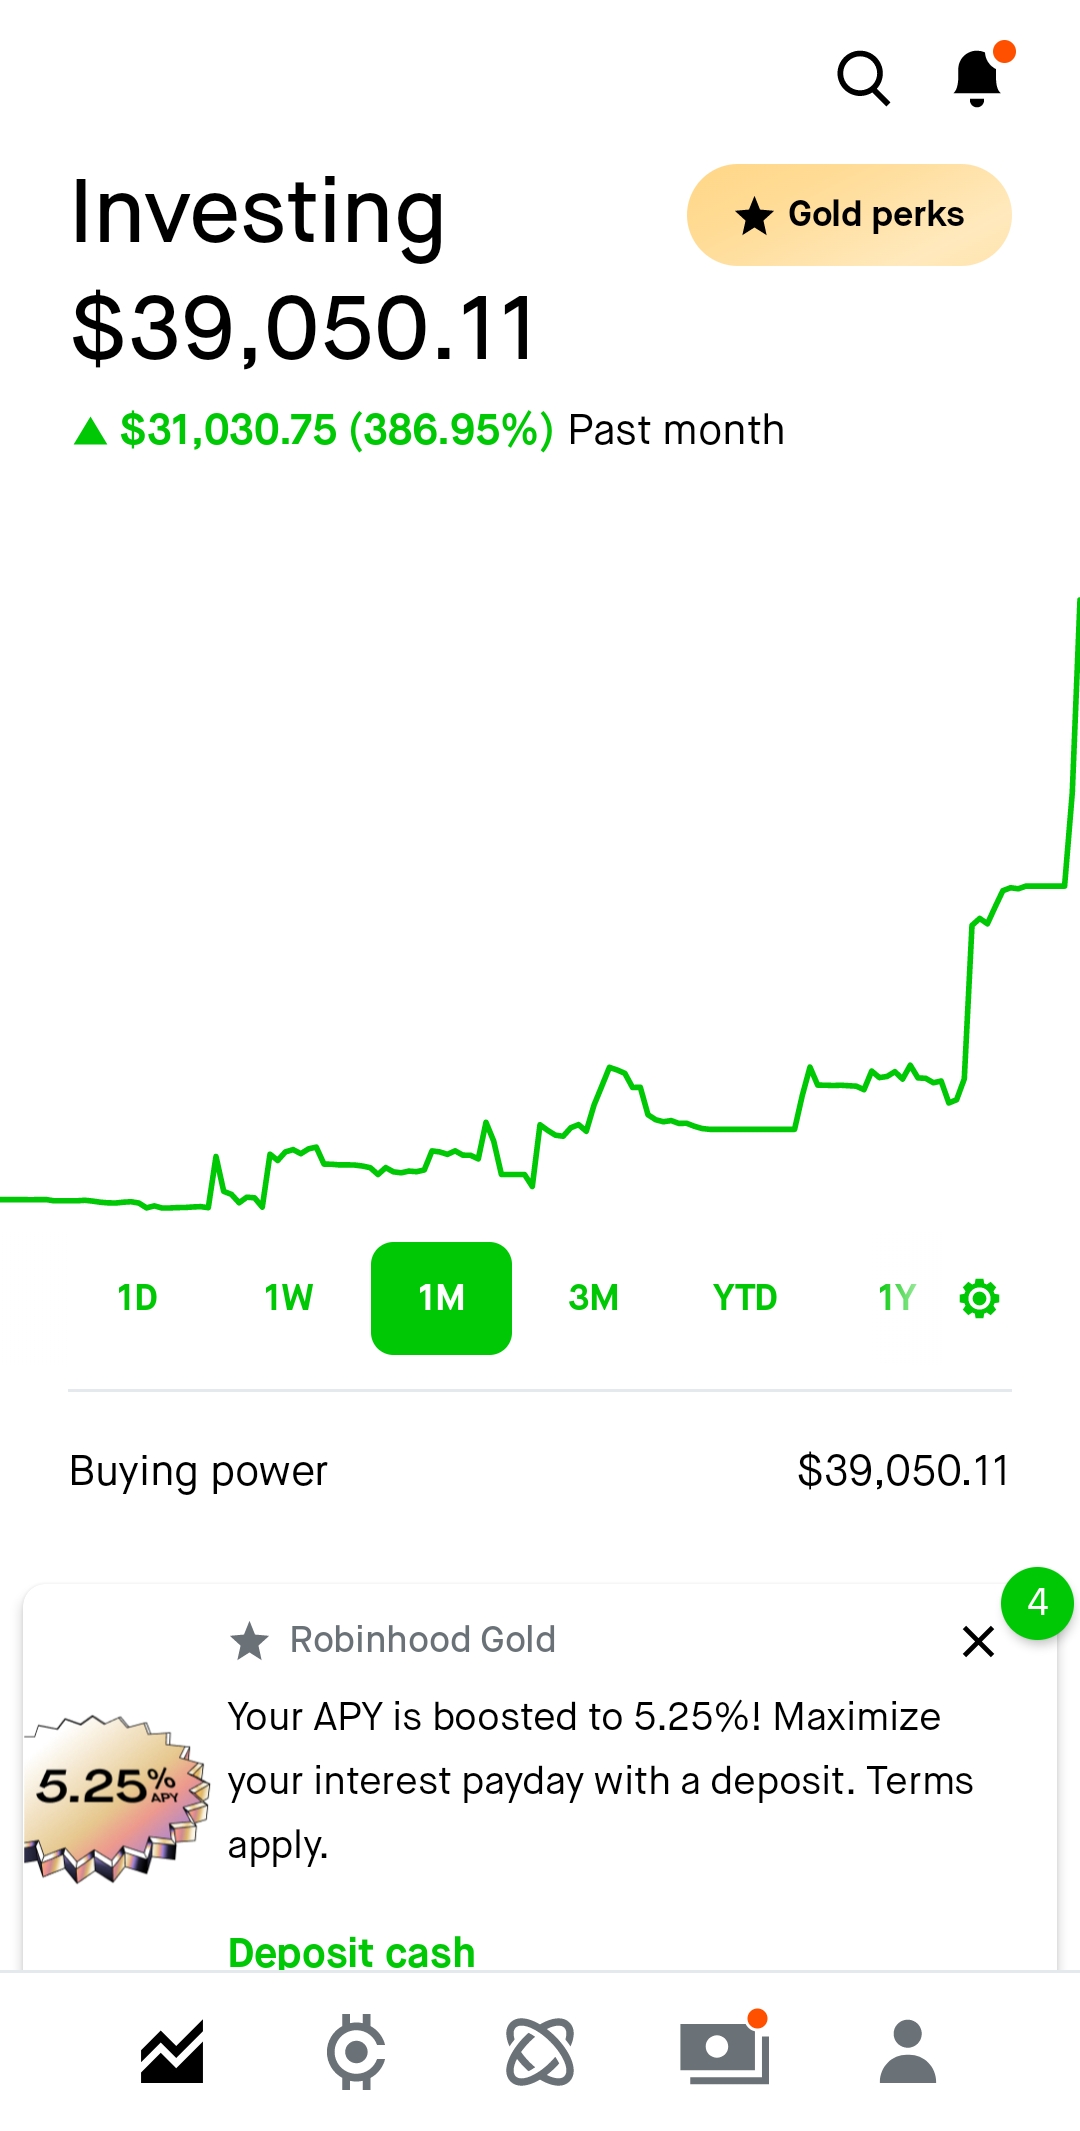 Investing
Gold perks
$39,050.11
$31,030.75 (386.95%) Past month
1D 1W 1M 3M YTD 1Y
Buying power $39,050.11
4
Robinhood Gold
Your APY is boosted to 5.25%! Maximize
your interest payday with a deposit. Terms
apply.
5.25% APY
Deposit cash